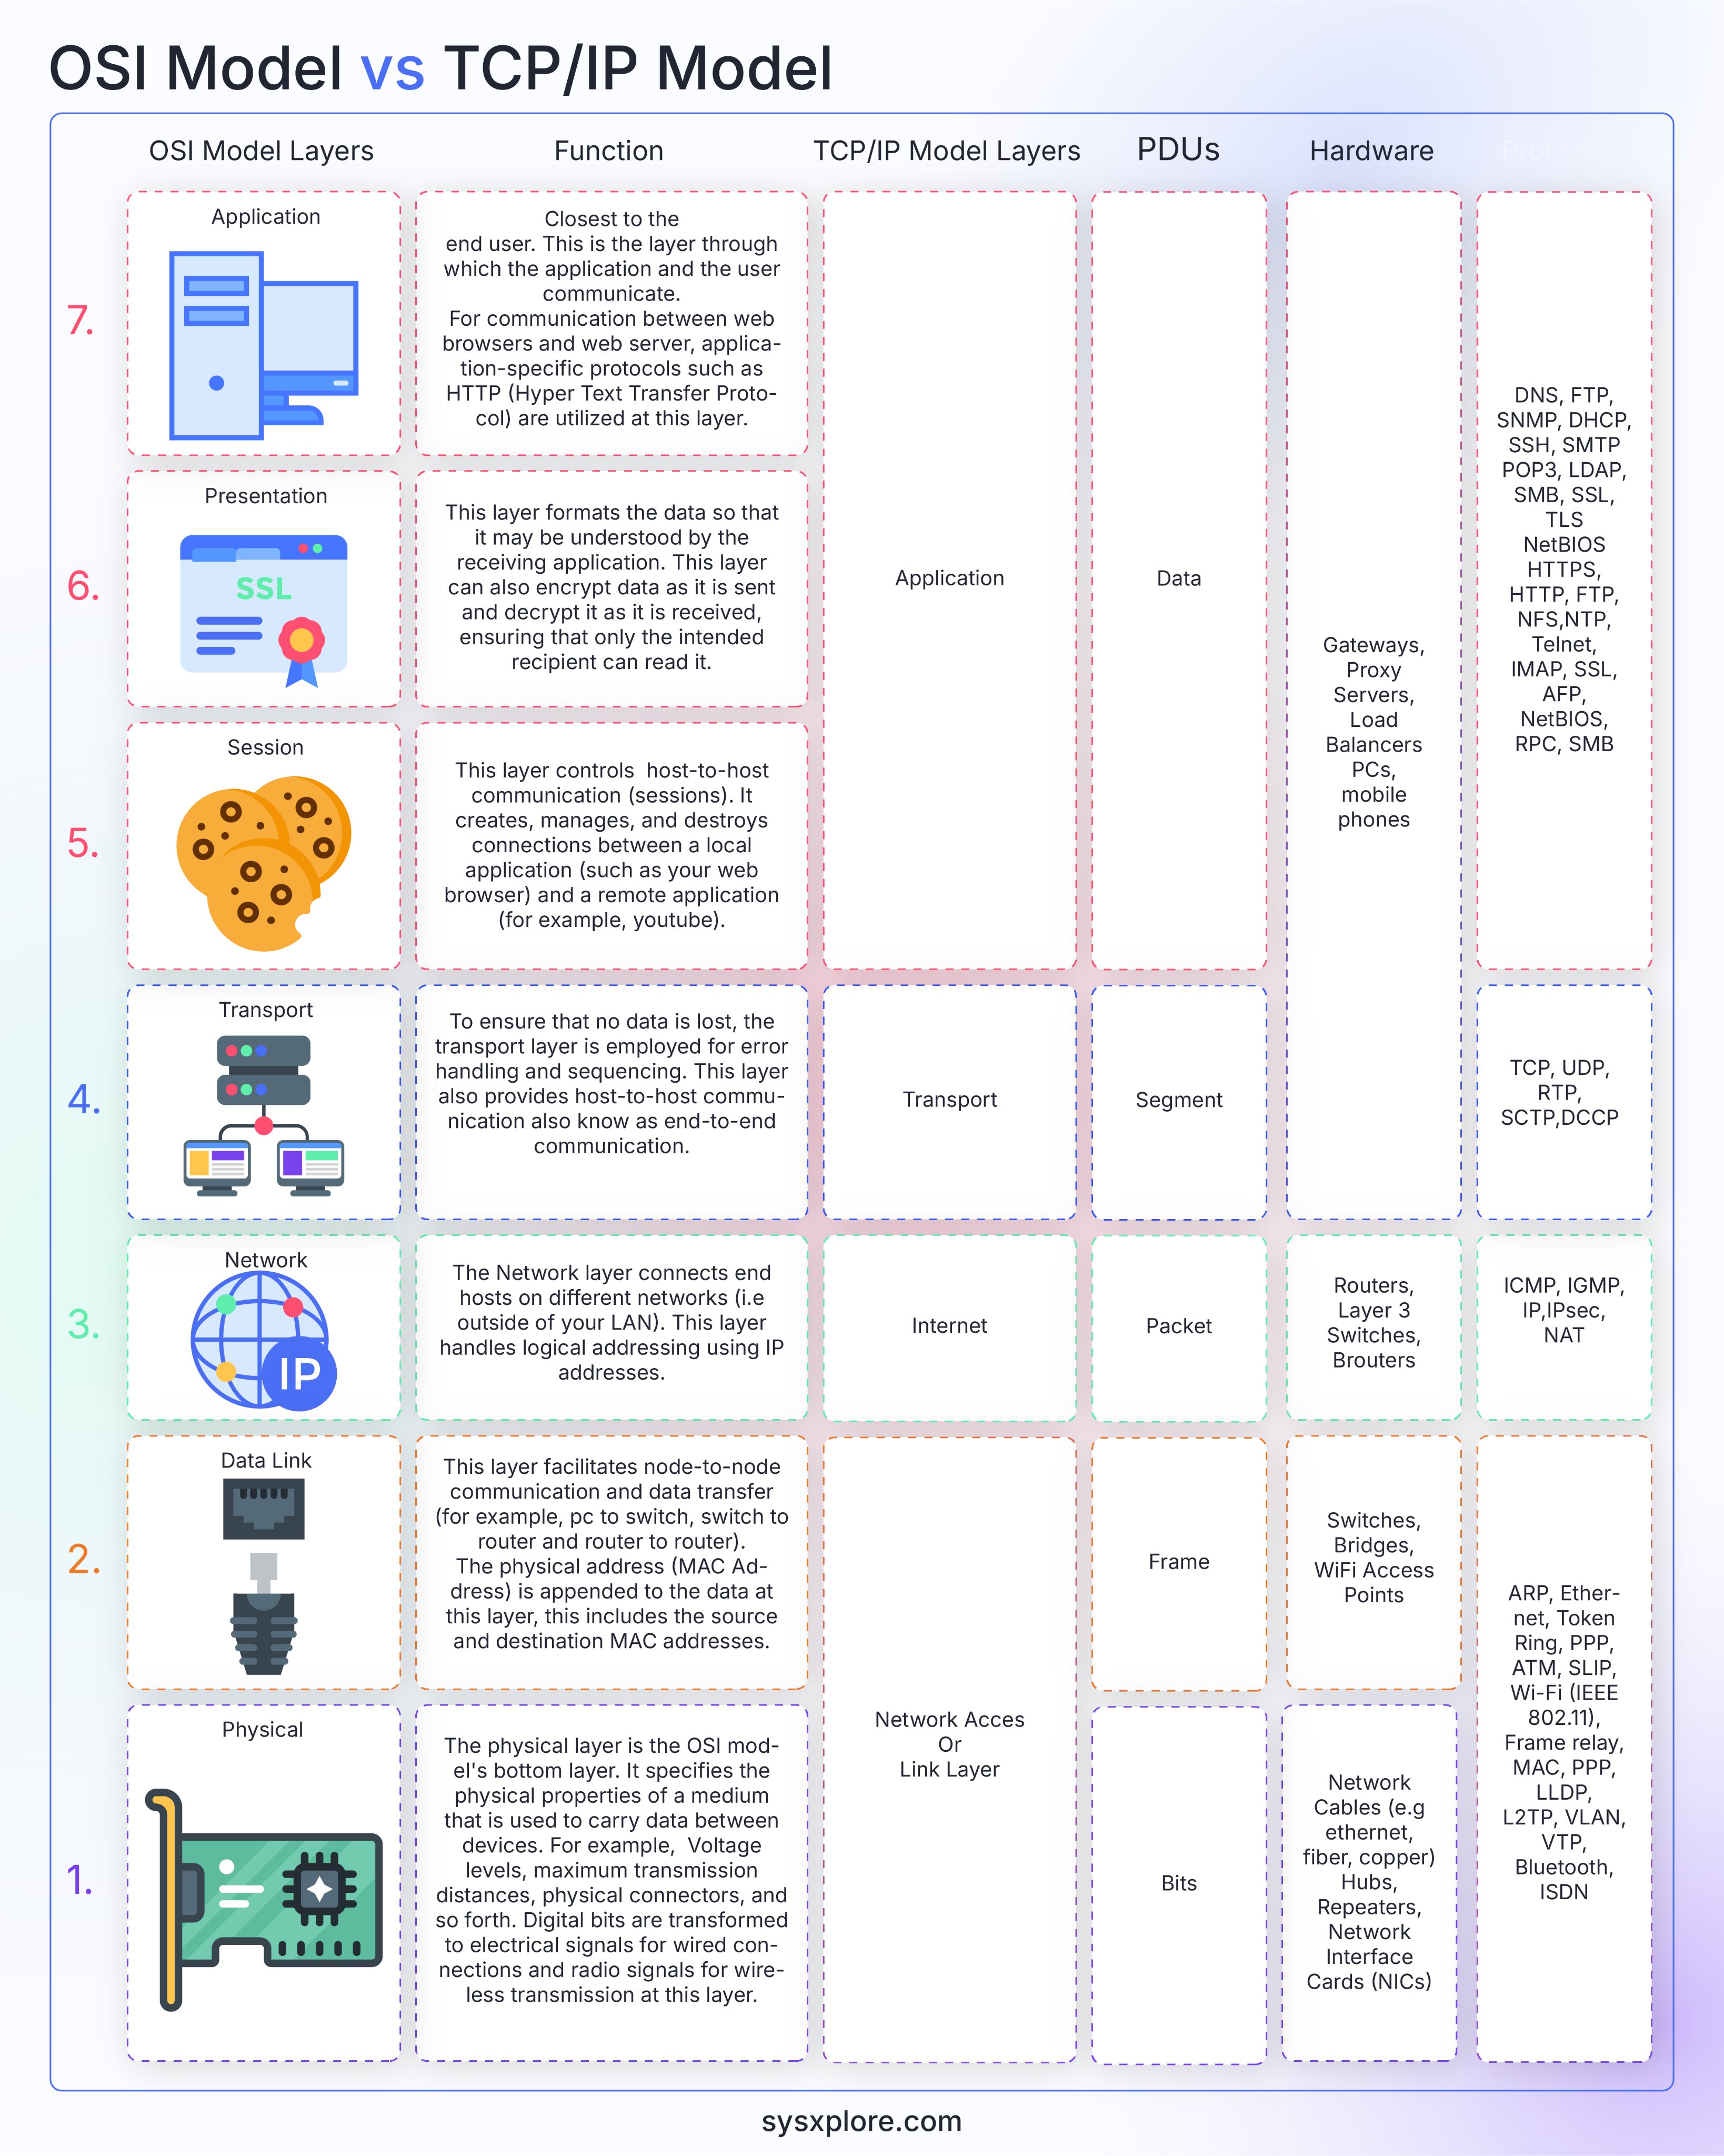 OSI Model vs TCP/IP Model
OSI Model Layers
Function
TCP/IP Model Layers
PDUs
Hardware
7.
Application
Closest to the
end user. This is the layer through
which the application and the user
communicate.
For communication between web
browsers and web server, applica-
tion-specific protocols such as
HTTP (Hyper Text Transfer Proto-
col) are utilized at this layer.
6.
Presentation
SSL
This layer formats the data so that
it may be understood by the
receiving application. This layer
can also encrypt data as it is sent
and decrypt it as it is received,
ensuring that only the intended
recipient can read it.
5.
Session
This layer controls  host-to-host
communication (sessions). It
creates, manages, and destroys
connections between a local
application (such as your web
browser) and a remote application
(for example, youtube).
Application
Data
Gateways,
Proxy
Servers,
Load
Balancers
PCs,
mobile
phones
DNS, FTP,
SNMP, DHCP,
SSH, SMTP
POP3, LDAP,
SMB, SSL,
TLS
NetBIOS
HTTPS,
HTTP, FTP,
NFS,NTP,
Telnet,
IMAP, SSL,
AFP,
NetBIOS,
RPC, SMB
4.
Transport
To ensure that no data is lost, the
transport layer is employed for error
handling and sequencing. This layer
also provides host-to-host commu-
nication also know as end-to-end
communication.
Transport
Segment
TCP, UDP,
RTP,
SCTP,DCCP
3.
Network
IP
The Network layer connects end
hosts on different networks (i.e
outside of your LAN). This layer
handles logical addressing using IP
addresses.
Internet
Packet
Routers,
Layer 3
Switches,
Brouters
ICMP, IGMP,
IP,IPsec,
NAT
2.
Data Link
This layer facilitates node-to-node
communication and data transfer
(for example, pc to switch, switch to
router and router to router).
The physical address (MAC Ad-
dress) is appended to the data at
this layer, this includes the source
and destination MAC addresses.
Frame
Switches,
Bridges,
WiFi Access
Points
1.
Physical
The physical layer is the OSI mod-
el's bottom layer. It specifies the
physical properties of a medium
that is used to carry data between
devices. For example,  Voltage
levels, maximum transmission
distances, physical connectors, and
so forth. Digital bits are transformed
to electrical signals for wired con-
nections and radio signals for wire-
less transmission at this layer.
Network Acces
Or
Link Layer
Bits
Network
Cables (e.g
ethernet,
fiber, copper)
Hubs,
Repeaters,
Network
Interface
Cards (NICs)
ARP, Ether-
net, Token
Ring, PPP,
ATM, SLIP,
Wi-Fi (IEEE
802.11),
Frame relay,
MAC, PPP,
LLDP,
L2TP, VLAN,
VTP,
Bluetooth,
ISDN
sysxplore.com